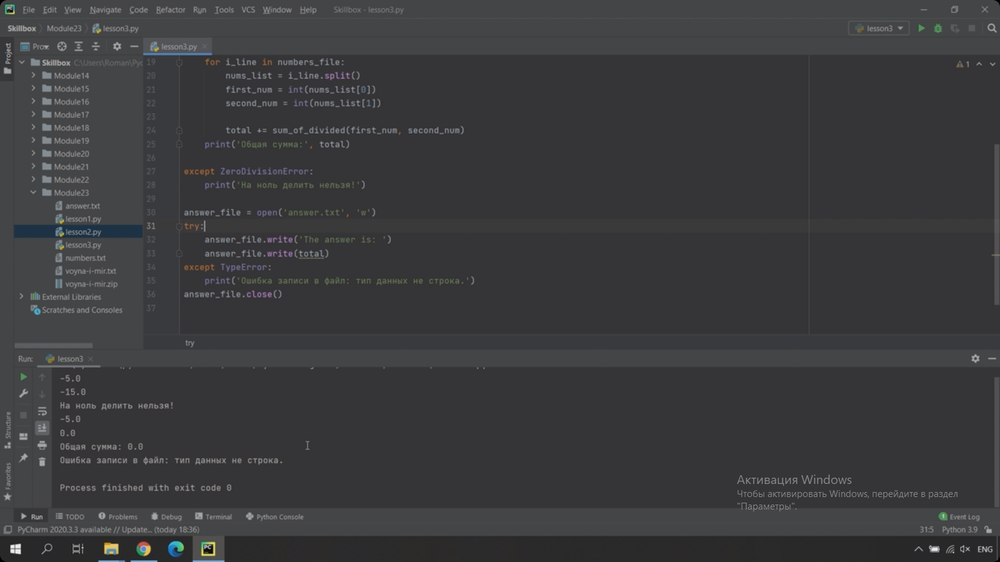 File Edit View Navigate Code Refactor Run Tools VCS Window Help Skillbox - lesson3.py
Skillbox Module23 lesson3.py
lesson3
Project
lesson3.py
Skillbox C:\Users\Roman\Pyc
Module14
Module15
Module16
Module17
Module18
Module19
Module20
Module21
Module22
Module23
answer.txt
lesson1.py
lesson2.py
lesson3.py
numbers.txt
voyna-i-mir.txt
voyna-i-mir.zip
External Libraries
Scratches and Consoles
1
19 for i_line in numbers_file:
20 nums_list = i_line.split()
21 first_num = int(nums_list[0])
22 second_num = int(nums_list[1])
23
24 total += sum_of_divided(first_num, second_num)
25 print('Общая сумма:', total)
26
27 except ZeroDivisionError:
28 print('На ноль делить нельзя!')
29
30 answer_file = open('answer.txt', 'w')
31 try:
32 answer_file.write('The answer is: ')
33 answer_file.write(total)
34 except TypeError:
35 print('Ошибка записи в файл: тип данных не строка.')
36 answer_file.close()
37
try
Run: lesson3
-5.0
-15.0
На ноль делить нельзя!
-5.0
0.0
Общая сумма: 0.0
Ошибка записи в файл: тип данных не строка.
Process finished with exit code 0
Structure
Favorites
Активация Windows
Чтобы активировать Windows, перейдите в раздел
"Параметры".
Run TODO Problems Debug Terminal Python Console
1 Event Log
PyCharm 2020.3.3 available // Update... (today 18:36)
31:5 Python 3.9
ENG